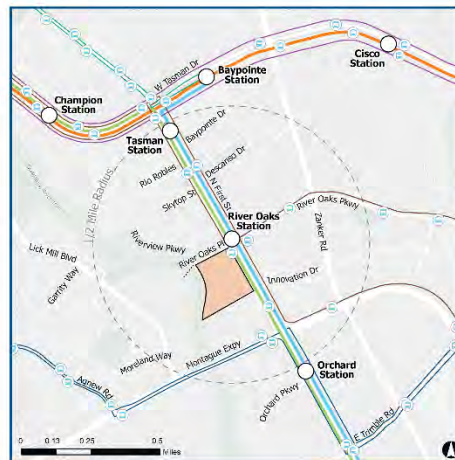 Cisco
Station
W Tasman Dr
Baypointe
Station
Champion
Station
Tasman
Station
Baypointe Dr
1/2 Mile Radius
Rio Robles
Descanso Dr
Skytop St
N First St
River Oaks
Station
River Oaks Pkwy
Zanker Rd
Riverview Pkwy
River Oaks Pk
Lick Mill Blvd
Garrity Way
Innovation Dr
Moreland Way
Montague Expy
Agnew Rd
Orchard
Station
Orchard Pkwy
E Trimble Rd
0 0.13 0.25 0.5
Miles